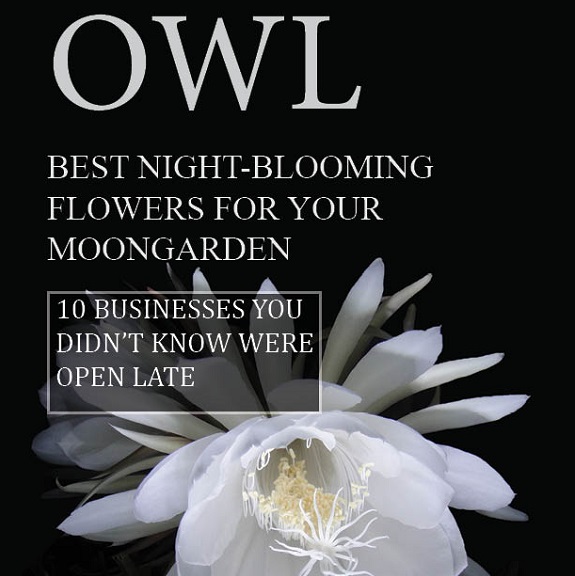 OWL
BEST NIGHT-BLOOMING
FLOWERS FOR YOUR
MOONGARDEN
10 BUSINESSES YOU
DIDN'T KNOW WERE
OPEN LATE